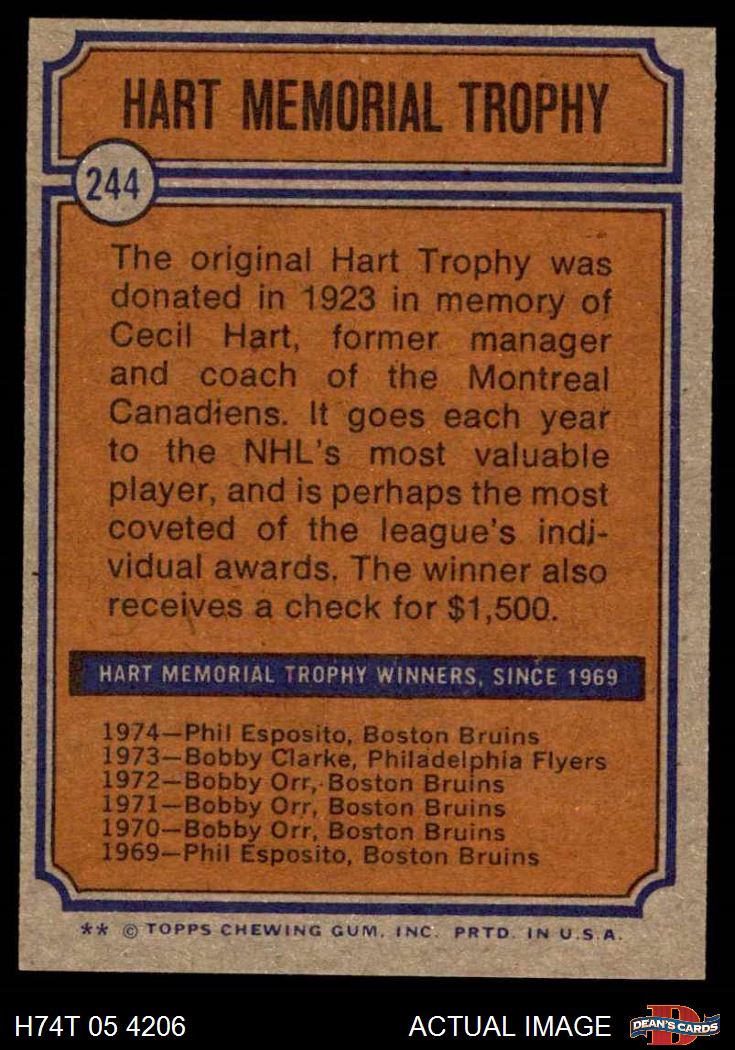 HART MEMORIAL TROPHY
244
The original Hart Trophy was
donated in 1923 in memory of
Cecil Hart, former manager
and coach of the Montreal
Canadiens. It goes each year
to the NHL's most valuable
player, and is perhaps the most
coveted of the league's indi-
vidual awards. The winner also
receives a check for $1,500.
HART MEMORIAL TROPHY WINNERS, SINCE 1969
1974—Phil Esposito, Boston Bruins
1973—Bobby Clarke, Philadelphia Flyers
1972—Bobby Orr, Boston Bruins
1971—Bobby Orr, Boston Bruins
1970—Bobby Orr, Boston Bruins
1969—Phil Esposito, Boston Bruins
** © TOPPS CHEWING GUM, INC. PRTD. IN U.S.A.
H74T 05 4206
ACTUAL IMAGE
D
DEAN'S CARDS